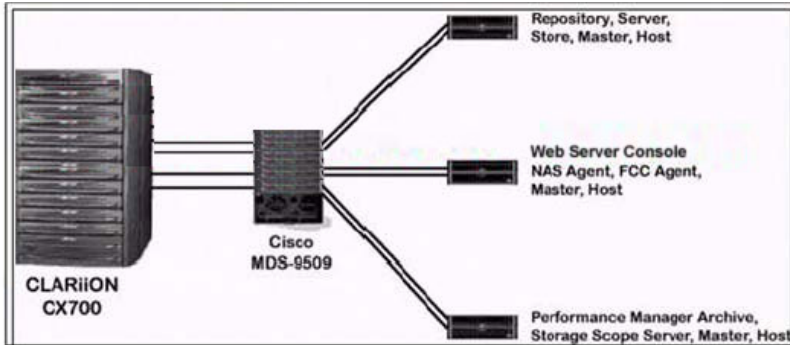 Repository, Server,
Store, Master, Host
Web Server Console
NAS Agent, FCC Agent,
Master, Host
Cisco
MDS-9509
CLARiiON
CX700
Performance Manager Archive,
Storage Scope Server, Master, Host